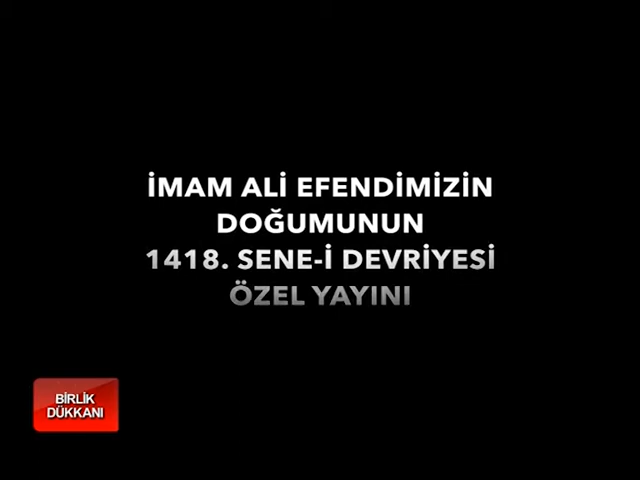 İMAM ALİ EFENDİMİZİN
DOĞUMUNUN
1418. SENE-İ DEVRİYESİ
ÖZEL YAYINI
BİRLİK
DÜKKANI